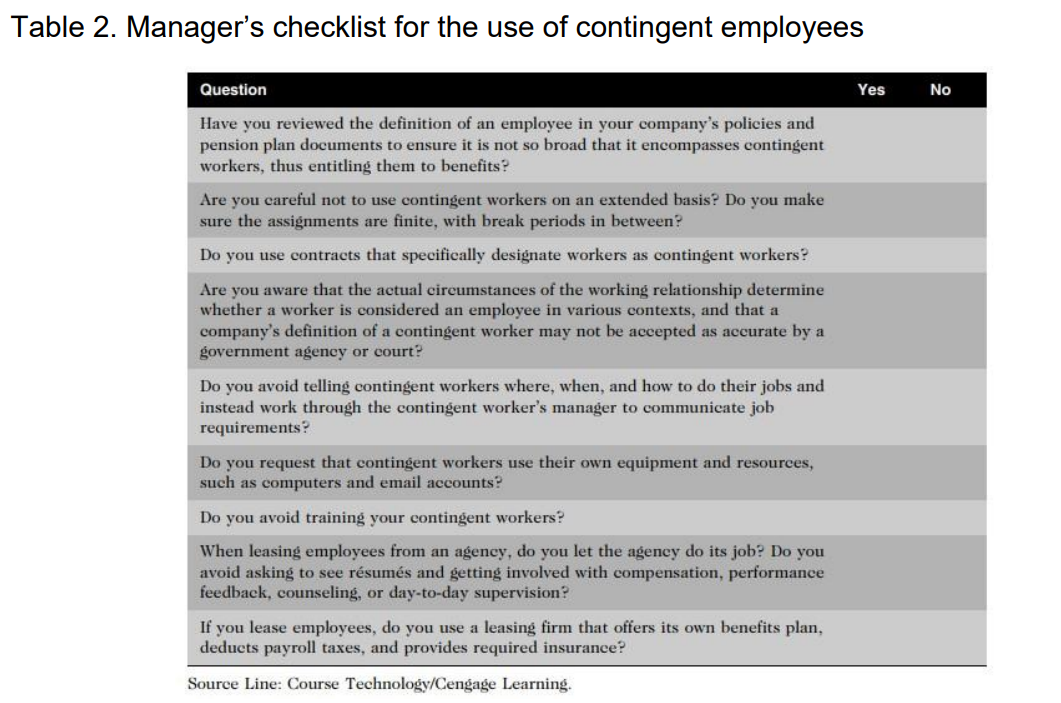 Table 2. Manager’s checklist for the use of contingent employees
Question Yes No
Have you reviewed the definition of an employee in your company’s policies and
pension plan documents to ensure it is not so broad that it encompasses contingent
workers, thus entitling them to benefits?
Are you careful not to use contingent workers on an extended basis? Do you make
sure the assignments are finite, with break periods in between?
Do you use contracts that specifically designate workers as contingent workers?
Are you aware that the actual circumstances of the working relationship determine
whether a worker is considered an employee in various contexts, and that a
company’s definition of a contingent worker may not be accepted as accurate by a
government agency or court?
Do you avoid telling contingent workers where, when, and how to do their jobs and
instead work through the contingent worker’s manager to communicate job
requirements?
Do you request that contingent workers use their own equipment and resources,
such as computers and email accounts?
Do you avoid training your contingent workers?
When leasing employees from an agency, do you let the agency do its job? Do you
avoid asking to see résumés and getting involved with compensation, performance
feedback, counseling, or day-to-day supervision?
If you lease employees, do you use a leasing firm that offers its own benefits plan,
deducts payroll taxes, and provides required insurance?
Source Line: Course Technology/Cengage Learning.